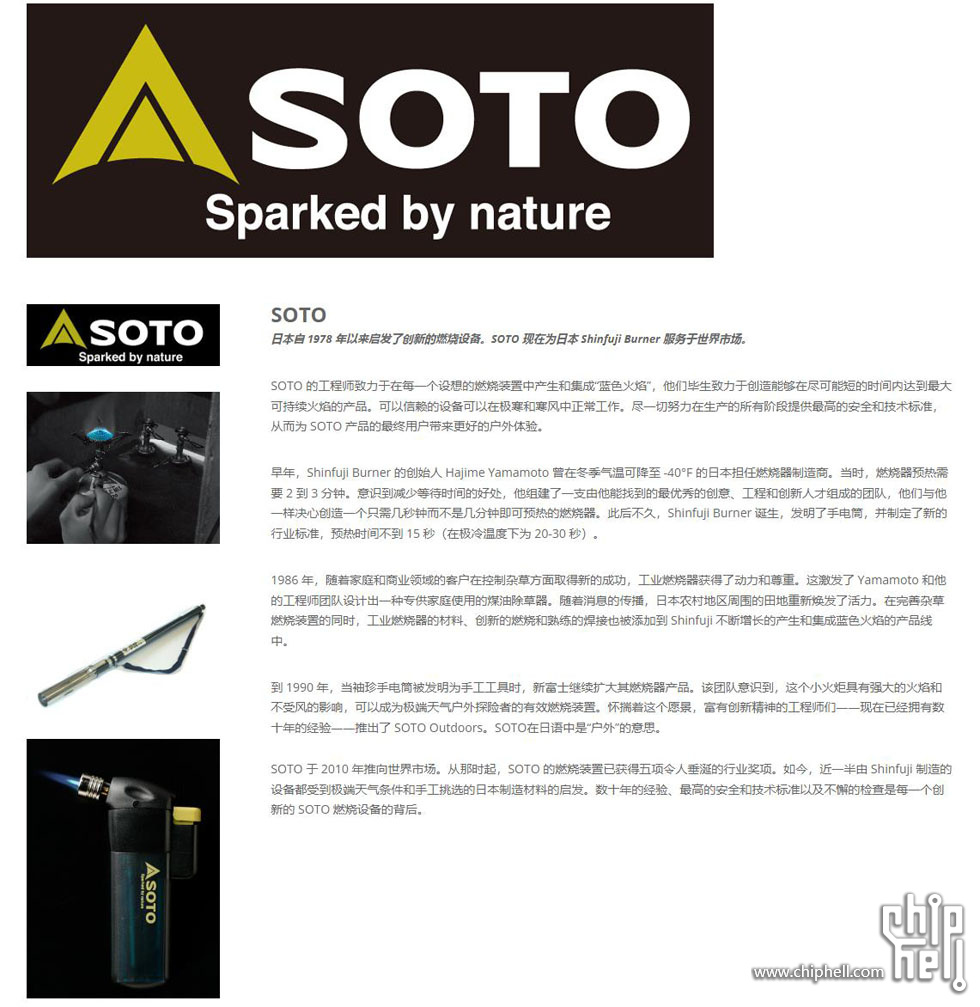 SOTO
Sparked by nature
SOTO
Sparked by nature
SOTO
日本自 1978 年以来启发了创新的燃烧设备。SOTO 现在为日本 Shinfuji Burner 服务于世界市场。
SOTO 的工程师致力于在每一个设想的燃烧装置中产生和集成“蓝色火焰”，他们毕生致力于创造能够在尽可能短的时间内达到最大
可持续火焰的产品。可以信赖的设备可以在极寒和寒风中正常工作。尽一切努力在生产的所有阶段提供最高的安全和技术标准，
从而为 SOTO 产品的最终用户带来更好的户外体验。
早年，Shinfuji Burner 的创始人 Hajime Yamamoto 曾在冬季气温可降至 -40°F 的日本担任燃烧器制造商。当时，燃烧器预热需
要 2 到 3 分钟。意识到减少等待时间的好处，他组建了一支由他能找到的最优秀的创意、工程和创新人才组成的团队，他们与他
一样决心创造一个只需几秒钟而不是几分钟即可预热的燃烧器。此后不久，Shinfuji Burner 诞生，发明了手电筒，并制定了新的
行业标准，预热时间不到 15 秒（在极冷温度下为 20-30 秒）。
1986 年，随着家庭和商业领域的客户在控制杂草方面取得新的成功，工业燃烧器获得了动力和尊重。这激发了 Yamamoto 和他
的工程师团队设计出一种专供家庭使用的煤油除草器。随着消息的传播，日本农村地区周围的田地重新焕发了活力。在完善杂草
燃烧装置的同时，工业燃烧器的材料、创新的燃烧和熟练的焊接也被添加到 Shinfuji 不断增长的产生和集成蓝色火焰的产品线
中。
到 1990 年，当袖珍手电筒被发明为手工工具时，新富士继续扩大其燃烧器产品。该团队意识到，这个小火炬具有强大的火焰和
不受风的影响，可以成为极端天气户外探险者的有效燃烧装置。怀揣着这个愿景，富有创新精神的工程师们——现在已经拥有数
十年的经验——推出了 SOTO Outdoors。SOTO在日语中是“户外”的意思。
SOTO 于 2010 年推向世界市场。从那时起，SOTO 的燃烧装置已获得五项令人垂涎的行业奖项。如今，近一半由 Shinfuji 制造的
设备都受到极端天气条件和手工挑选的日本制造材料的启发。数十年的经验、最高的安全和技术标准以及不懈的检查是每一个创
新的 SOTO 燃烧设备的背后。
SOTO
Sparked by nature
www.chiphell.com
chip
hell